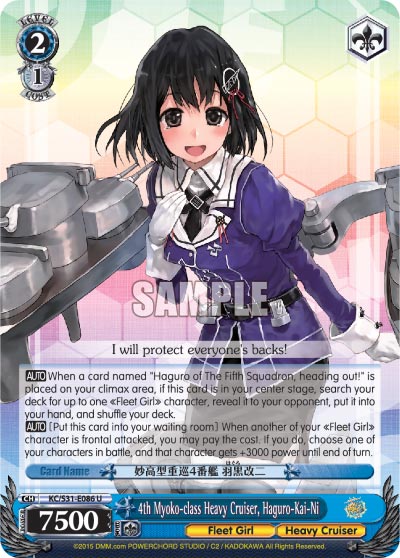 LEVEL
2
1
COST
SAMPLE
I will protect everyone's backs!
AUTO When a card named "Haguro of The Fifth Squadron, heading out!" is
placed on your climax area, if this card is in your center stage, search your
deck for up to one «Fleet Girl» character, reveal it to your opponent, put it into
your hand, and shuffle your deck.
AUTO [Put this card into your waiting room] When another of your «Fleet Girl»
character is frontal attacked, you may pay the cost. If you do, choose one of
your characters in battle, and that character gets +3000 power until end of turn.
Card Name
はぐろ
妙高型重巡4番艦 羽黒改二
CH KC/S31-E086 U
4th Myoko-class Heavy Cruiser, Haguro-Kai-Ni
POWER
7500
Fleet Girl
Heavy Cruiser
©2015 DMM.com POWERCHORD STUDIO / C2 / KADOKAWA All Rights Reserved.